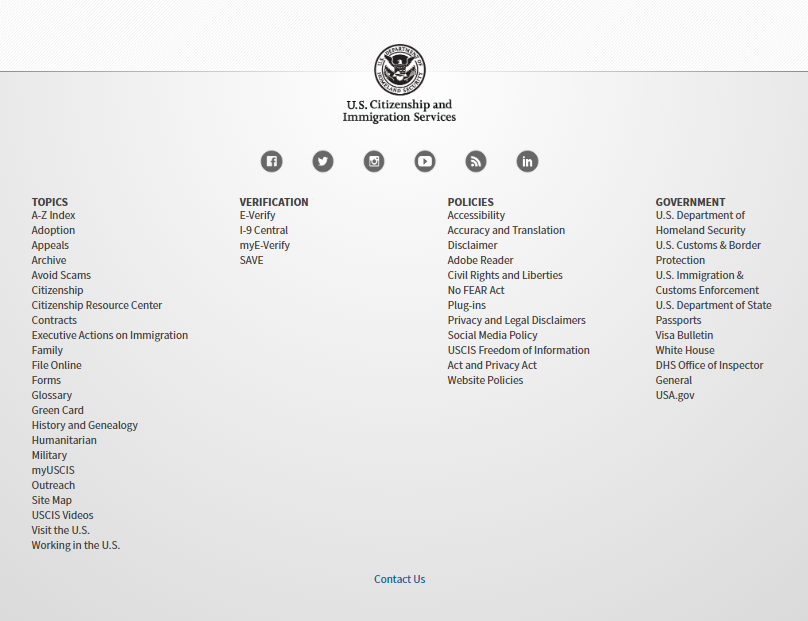 U.S. DEPARTMENT OF
HOMELAND SECURITY
U.S. Citizenship and
Immigration Services
TOPICS
A-Z Index
Adoption
Appeals
Archive
Avoid Scams
Citizenship
Citizenship Resource Center
Contracts
Executive Actions on Immigration
Family
File Online
Forms
Glossary
Green Card
History and Genealogy
Humanitarian
Military
myUSCIS
Outreach
Site Map
USCIS Videos
Visit the U.S.
Working in the U.S.
VERIFICATION
E-Verify
I-9 Central
myE-Verify
SAVE
POLICIES
Accessibility
Accuracy and Translation
Disclaimer
Adobe Reader
Civil Rights and Liberties
No FEAR Act
Plug-ins
Privacy and Legal Disclaimers
Social Media Policy
USCIS Freedom of Information
Act and Privacy Act
Website Policies
GOVERNMENT
U.S. Department of
Homeland Security
U.S. Customs & Border
Protection
U.S. Immigration &
Customs Enforcement
U.S. Department of State
Passports
Visa Bulletin
White House
DHS Office of Inspector
General
USA.gov
Contact Us